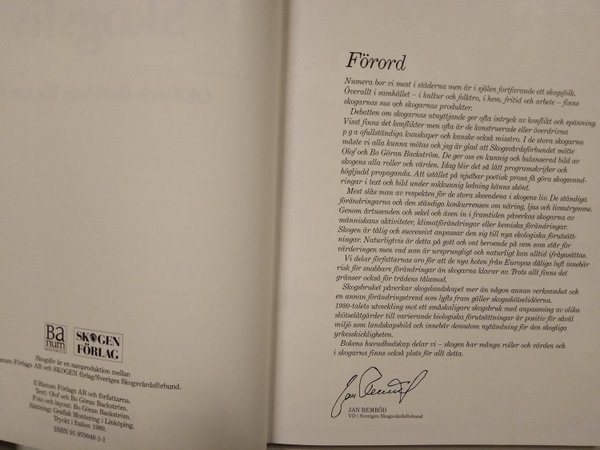 Skogsliv
Ba
num
SKOGEN
FÖRLAG
Skogsliv är en samproduktion mellan
Banum Förlags AB och SKOGEN förlag/Sveriges Skogsvårdsförbund.
© Banum Förlags AB och författarna.
Text: Olof och Bo Göran Backström.
Foto och layout: Bo Göran Backström.
Sättning: Grafisk Montering i Linköping.
Tryckt i Italien 1989.
ISBN 91-970948-1-1
Förord
Numera bor vi mest i städerna men är i själen fortfarande ett skogsfolk.
Överallt i samhället – i kultur och folktro, i hem, fritid och arbete – finns
skogarnas sus och skogarnas produkter.
Debatten om skogarnas utnyttjande ger ofta intryck av konflikt och spänning.
Visst finns det konflikter men ofta är de konstruerade eller överdrivna
p g a ofullständiga kunskaper och kanske också misstro. I de stora skogarna
måste vi alla kunna mötas och jag är glad att Skogsvårdsförbundet mötte
Olof och Bo Göran Backström. De ger oss en kunnig och balanserad bild av
skogens alla roller och värden. Idag blir det så lätt programskrifter och
högljudd propaganda. Att istället på njutbar poetisk prosa få göra skogsvand-
ringar i text och bild under sakkunnig ledning känns skönt.
Mest slås man av respekten för de stora skeendena i skogens liv. De ständiga
förändringarna och den ständiga konkurrensen om näring, ljus och livsutrymme.
Genom årtusenden och sekel och även in i framtiden påverkas skogarna av
människans aktiviteter, klimatförändringar eller kemiska förändringar.
Skogen är tålig och successivt anpassar den sig till nya ekologiska förutsätt-
ningar. Naturligtvis är detta på gott och ont beroende på vem som står för
värderingen men vad som är ursprungligt och naturligt kan alltid ifrågasättas.
Vi delar författarnas oro för att de nya hoten från Europas dåliga luft innebär
risk för snabbare förändringar än skogarna klarar av. Trots allt finns det
gränser också för trädens tålamod.
Skogsbruket påverkar skogslandskapet mer än någon annan verksamhet och
en annan förändringstrend som lyfts fram gäller skogsskötselidéerna.
1980-talets utveckling mot ett småskaligare skogsbruk med anpassning av olika
skötselåtgärder till varierande biologiska förutsättningar är positiv för såväl
miljö som landskapsbild och innebär dessutom nytändning för den skogliga
yrkesskickligheten.
Bokens huvudbudskap delar vi – skogen har många roller och värden och
i skogarna finns också plats för allt detta.
JAN REMRÖD
VD i Sveriges Skogsvårdsförbund